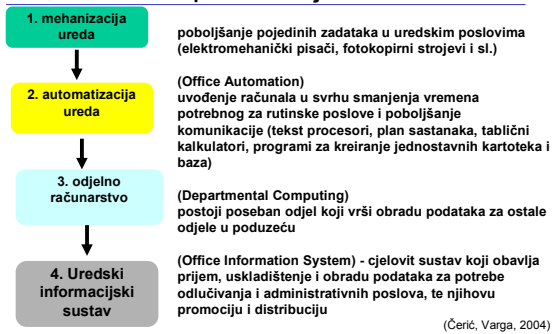 1. mehanizacija
ureda
poboljšanje pojedinih zadataka u uredskim poslovima
(elektromehanički pisači, fotokopirni strojevi i sl.)
2. automatizacija
ureda
(Office Automation)
uvođenje računala u svrhu smanjenja vremena
potrebnog za rutinske poslove i poboljšanje
komunikacije (tekst procesori, plan sastanaka, tablični
kalkulatori, programi za kreiranje jednostavnih kartoteka i
baza)
3. odjelno
računarstvo
(Departmental Computing)
postoji poseban odjel koji vrši obradu podataka za ostale
odjele u poduzeću
4. Uredski
informacijski
sustav
(Office Information System) - cjelovit sustav koji obavlja
prijem, uskladištenje i obradu podataka za potrebe
odlučivanja i administrativnih poslova, te njihovu
promociju i distribuciju
(Čerić, Varga, 2004)